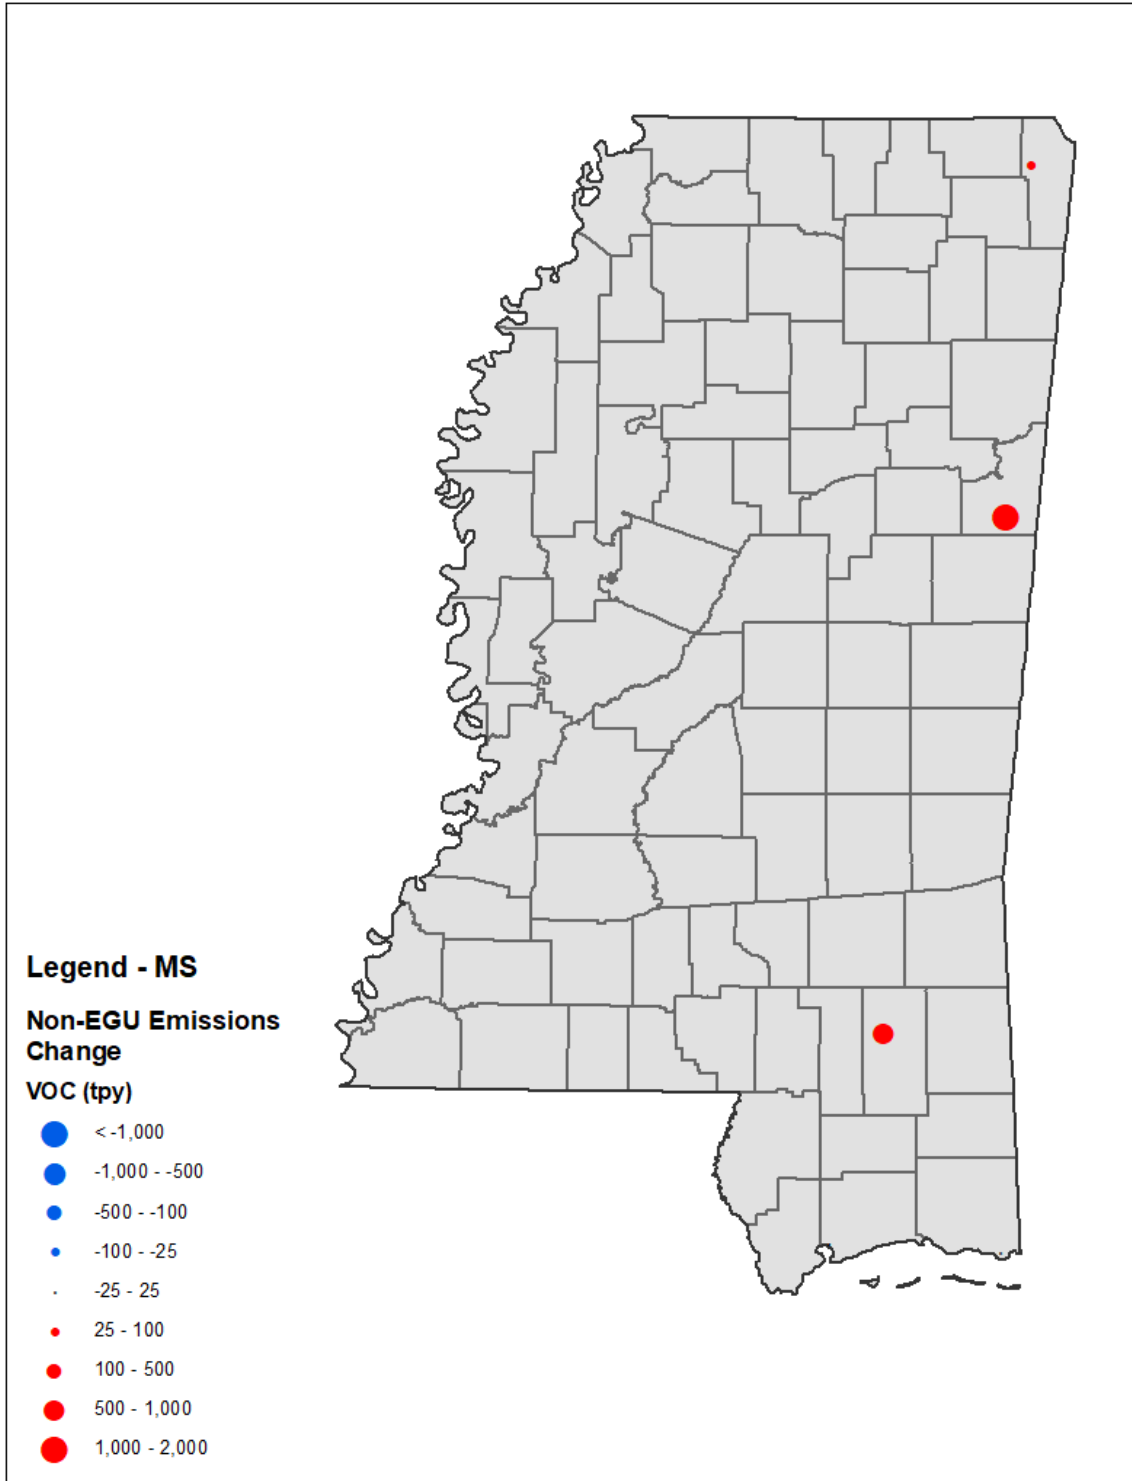 Legend - MS
Non-EGU Emissions
Change
VOC (tpy)
< -1,000
-1,000 - -500
-500 - -100
-100 - -25
-25 - 25
25 - 100
100 - 500
500 - 1,000
1,000 - 2,000